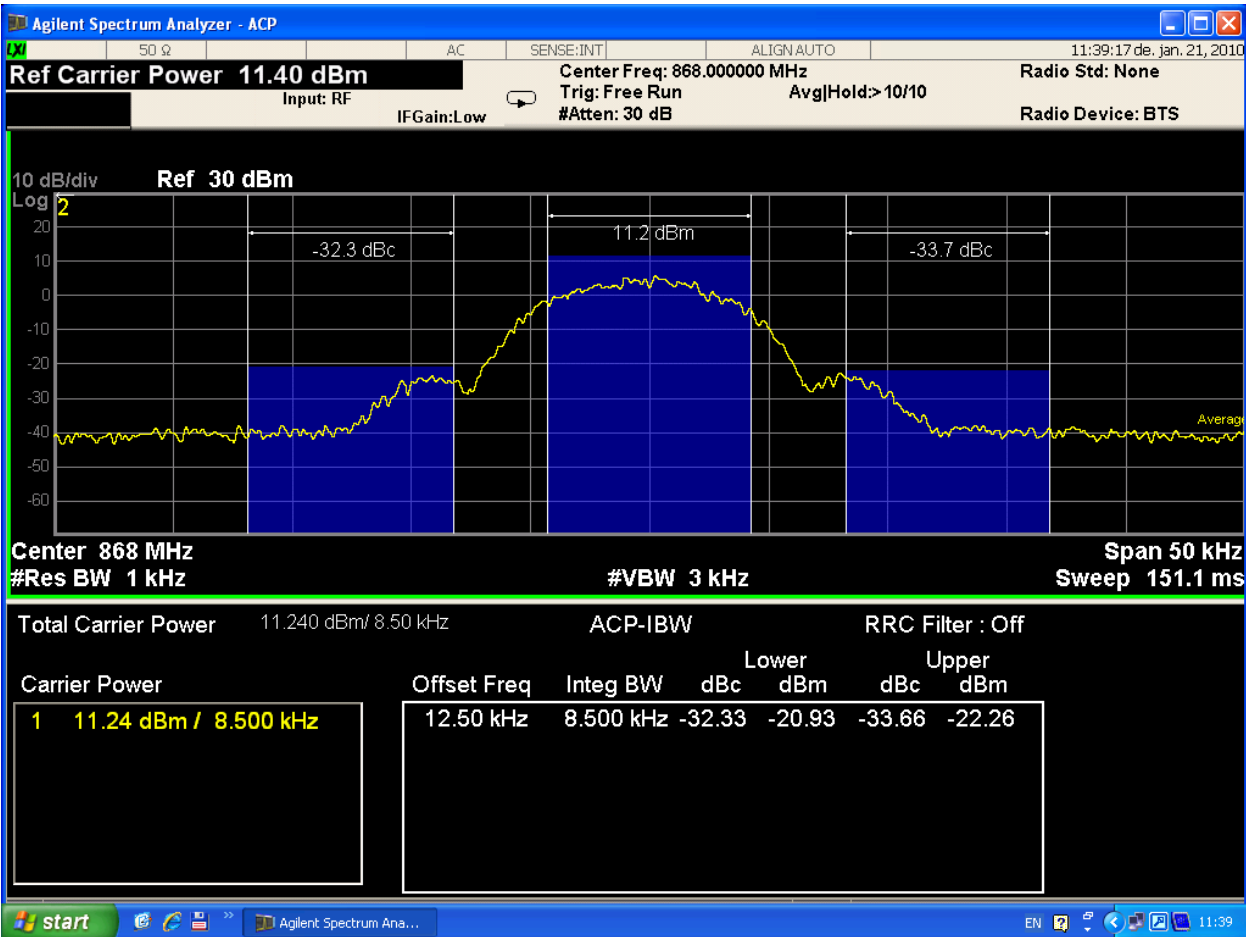 Agilent Spectrum Analyzer - ACP
LXI 50 Ω AC SENSE:INT ALIGN AUTO 11:39:17 de. jan. 21, 2010
Ref Carrier Power 11.40 dBm Center Freq: 868.000000 MHz Radio Std: None
Input: RF Trig: Free Run Avg|Hold:>10/10
IFGain:Low #Atten: 30 dB Radio Device: BTS
10 dB/div Ref 30 dBm
Log
2
20
11.2 dBm
-32.3 dBc -33.7 dBc
10
0
-10
-20
-30
-40
Average
-50
-60
Center 868 MHz Span 50 kHz
#Res BW 1 kHz #VBW 3 kHz Sweep 151.1 ms
Total Carrier Power 11.240 dBm/ 8.50 kHz ACP-IBW RRC Filter : Off
Lower Upper
Carrier Power Offset Freq Integ BW dBc dBm dBc dBm
1 11.24 dBm / 8.500 kHz 12.50 kHz 8.500 kHz -32.33 -20.93 -33.66 -22.26
start » Agilent Spectrum Ana... EN 11:39